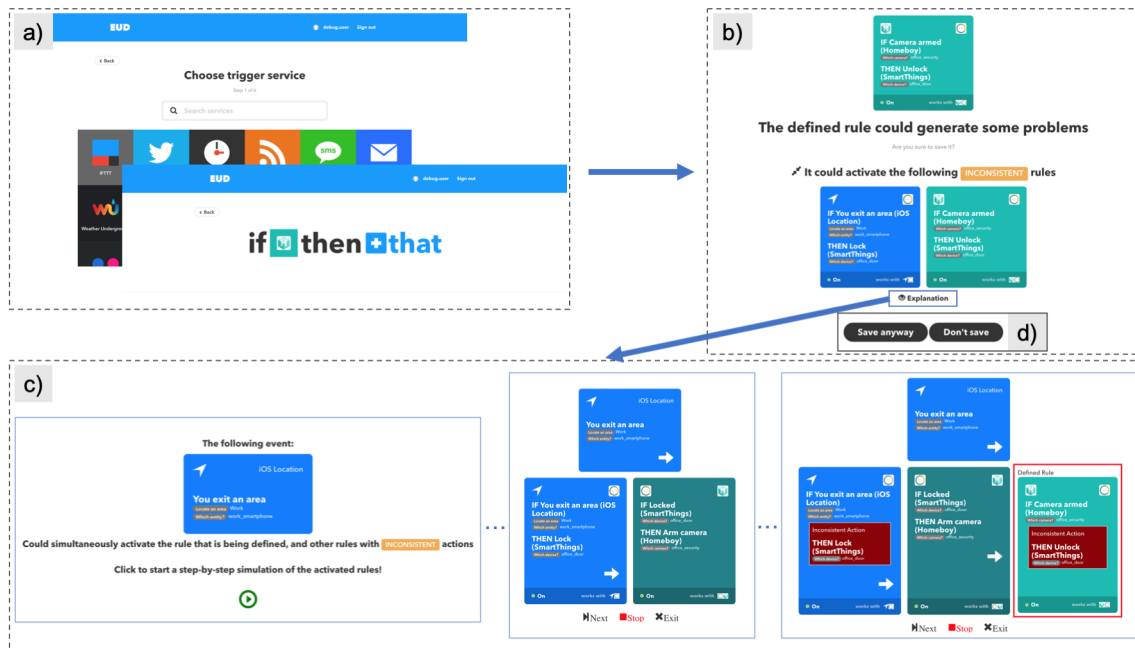 a)
EUD
debug.user Sign out
< Back
Choose trigger service
Step 1 of 6
Search services
sms
IFTTT
Weather Undergrou
EUD
debug.user Sign out
< Back
if then that
b)
IF Camera armed
(Homeboy)
Which camera? office_security
THEN Unlock
(SmartThings)
Which device? office_door
On works with
The defined rule could generate some problems
Are you sure to save it?
It could activate the following INCONSISTENT rules
IF You exit an area (iOS
Location)
Locate an area Work
Which entity? work_smartphone
THEN Lock
(SmartThings)
Which device? office_door
On works with
IF Camera armed
(Homeboy)
Which camera? office_security
THEN Unlock
(SmartThings)
Which device? office_door
On works with
Explanation
Save anyway Don't save
d)
c)
The following event:
iOS Location
You exit an area
Locate an area Work
Which entity? work_smartphone
Could simultaneously activate the rule that is being defined, and other rules with INCONSISTENT actions
Click to start a step-by-step simulation of the activated rules!
...
iOS Location
You exit an area
Locate an area Work
Which entity? work_smartphone
IF You exit an area (iOS
Location)
Locate an area Work
Which entity? work_smartphone
THEN Lock
(SmartThings)
Which device? office_door
On works with
IF Locked
(SmartThings)
Which device? office_door
THEN Arm camera
(Homeboy)
Which camera? office_security
On works with
Next Stop Exit
...
iOS Location
You exit an area
Locate an area Work
Which entity? work_smartphone
IF You exit an area (iOS
Location)
Locate an area Work
Which entity? work_smartphone
Inconsistent Action
THEN Lock
(SmartThings)
Which device? office_door
On works with
IF Locked
(SmartThings)
Which device? office_door
THEN Arm camera
(Homeboy)
Which camera? office_security
On works with
Defined Rule
IF Camera armed
(Homeboy)
Which camera? office_security
Inconsistent Action
THEN Unlock
(SmartThings)
Which device? office_door
On works with
Next Stop Exit